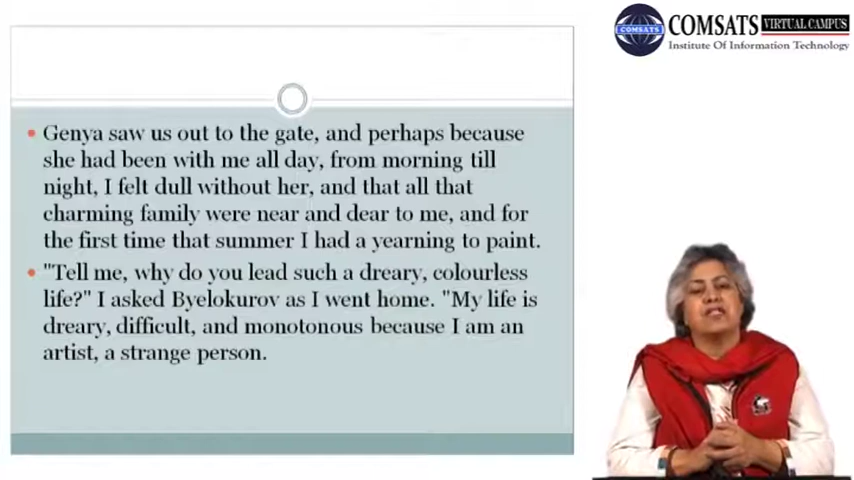 COMSATS
COMSATS VIRTUAL CAMPUS
Institute Of Information Technology
• Genya saw us out to the gate, and perhaps because
she had been with me all day, from morning till
night, I felt dull without her, and that all that
charming family were near and dear to me, and for
the first time that summer I had a yearning to paint.
• "Tell me, why do you lead such a dreary, colourless
life?" I asked Byelokurov as I went home. "My life is
dreary, difficult, and monotonous because I am an
artist, a strange person.